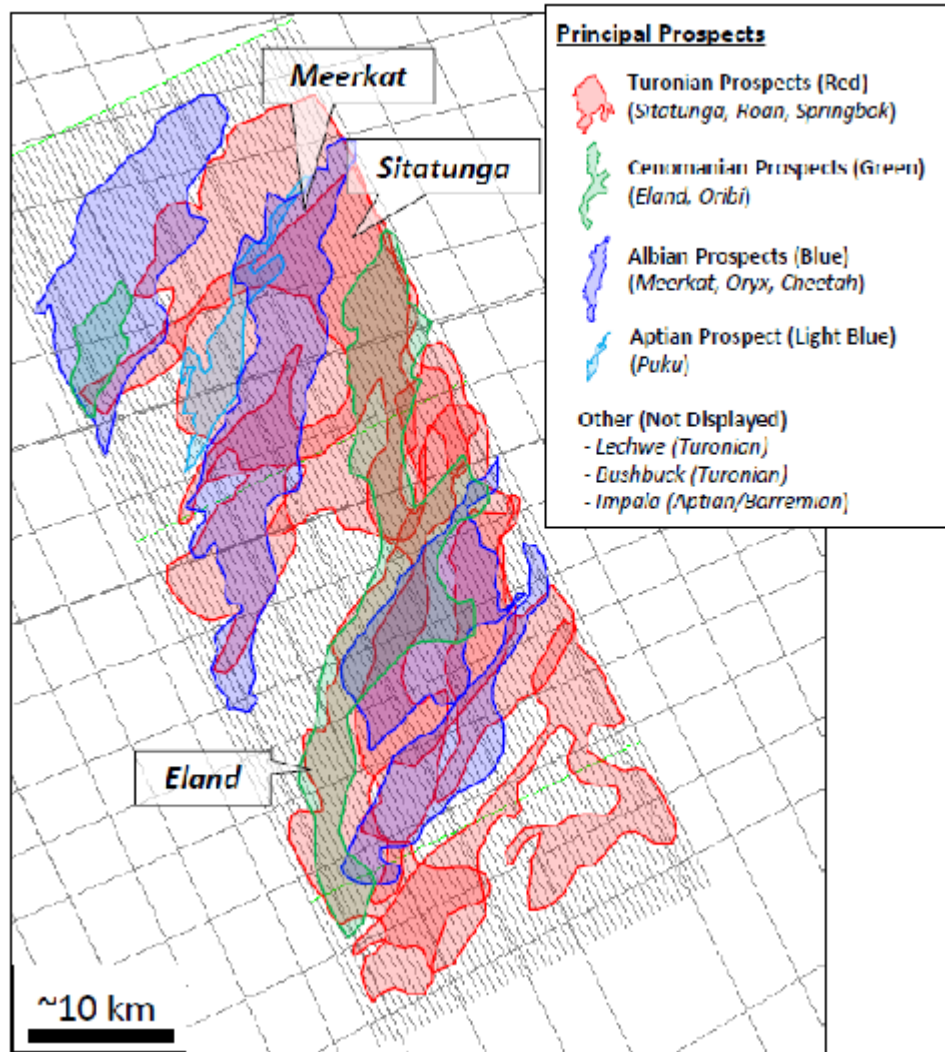 Meerkat
Sitatunga
Eland
~10 km
Principal Prospects
Turonian Prospects (Red)
(Sitatunga, Roan, Springbok)
Cenomanian Prospects (Green)
(Eland, Oribi)
Albian Prospects (Blue)
(Meerkat, Oryx, Cheetah)
Aptian Prospect (Light Blue)
(Puku)
Other (Not Displayed)
- Lechwe (Turonian)
- Bushbuck (Turonian)
- Impala (Aptian/Barremian)